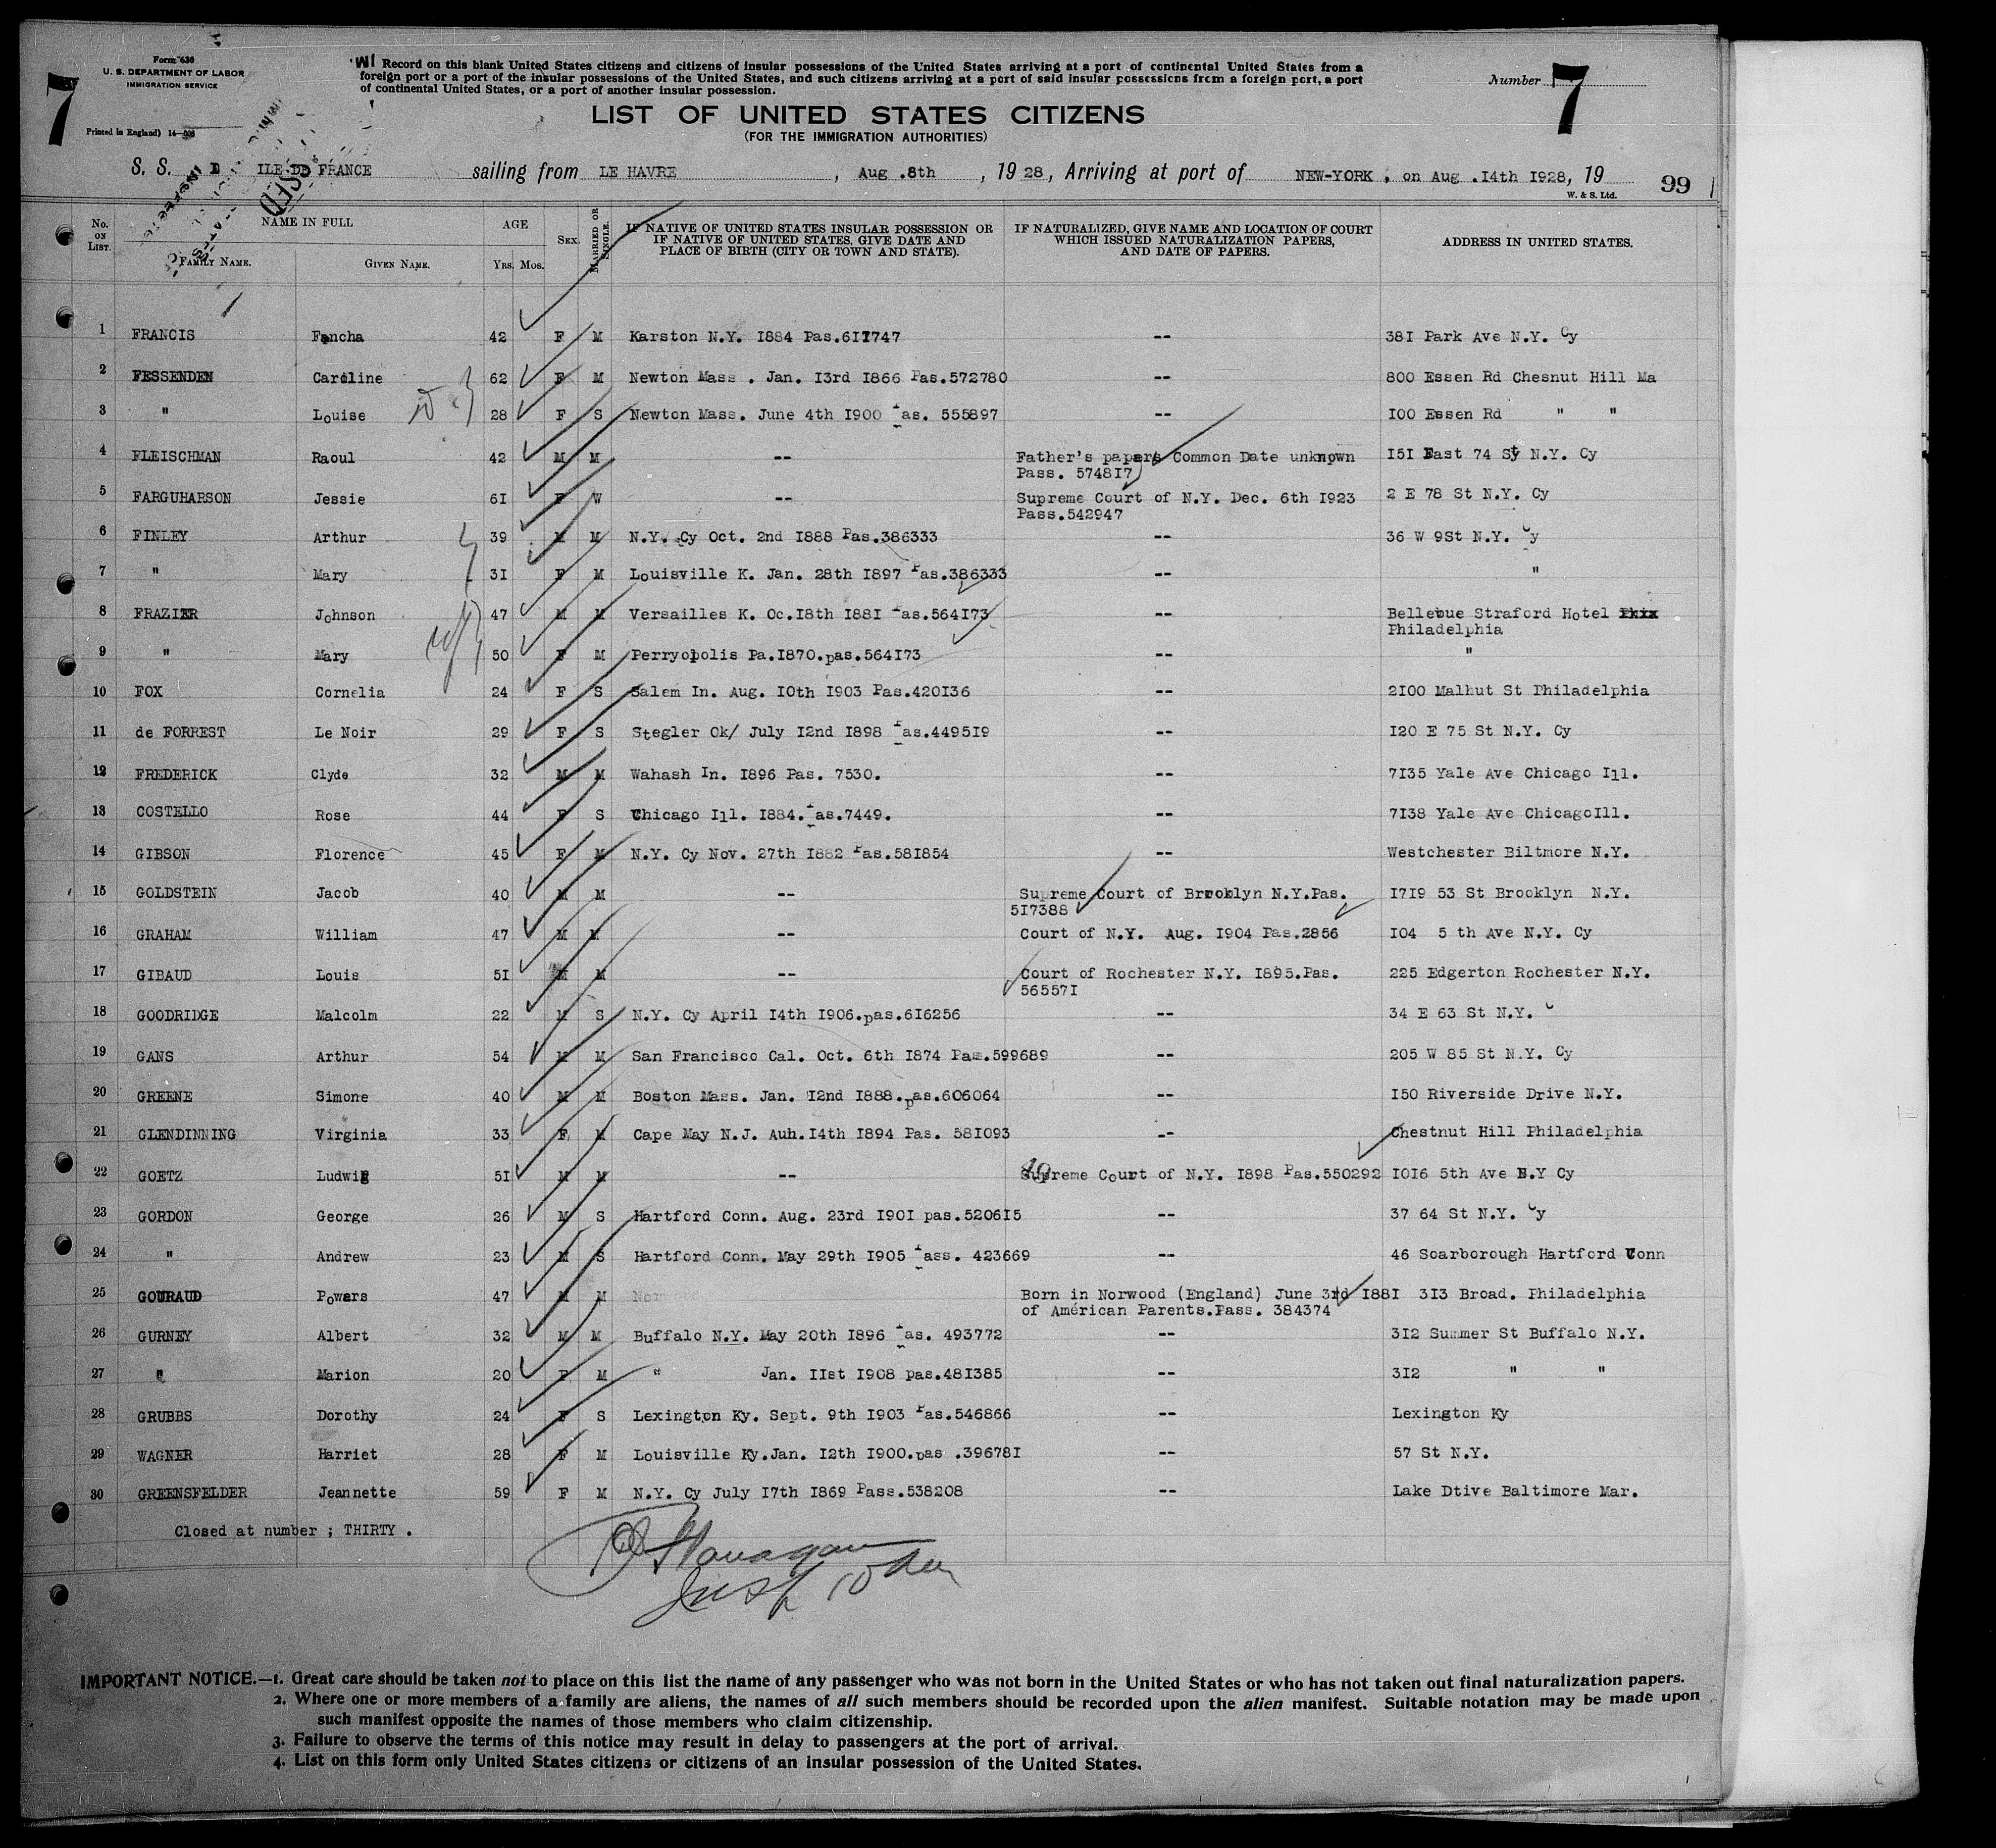 7
Form 630
U. S. DEPARTMENT OF LABOR
IMMIGRATION SERVICE
Printed in England) 14—
Record on this blank United States citizens and citizens of insular possessions of the United States arriving at a port of continental United States from a
foreign port or a port of the insular possessions of the United States, and such citizens arriving at a port of said insular possessions from a foreign port, a port
of continental United States, or a port of another insular possession.
LIST OF UNITED STATES CITIZENS
(FOR THE IMMIGRATION AUTHORITIES)
Number 7
S. S. ILE DE FRANCE sailing from LE HAVRE , Aug .8th , 19 28, Arriving at port of NEW-YORK , on Aug .14th 1928, 19
W. & S. Ltd.
99
No. ON LIST. NAME IN FULL AGE SEX. MARRIED OR SINGLE. IF NATIVE OF UNITED STATES INSULAR POSSESSION OR IF NATIVE OF UNITED STATES, GIVE DATE AND PLACE OF BIRTH (CITY OR TOWN AND STATE). IF NATURALIZED, GIVE NAME AND LOCATION OF COURT WHICH ISSUED NATURALIZATION PAPERS, AND DATE OF PAPERS. ADDRESS IN UNITED STATES.
FAMILY NAME. GIVEN NAME. YRS. MOS.
1 FRANCIS Fancha 42 F M Karston N.Y. 1884 Pas.611747 -- 381 Park Ave N.Y. Cy
2 FESSENDEN Caroline 62 F M Newton Mass . Jan. 13rd 1866 Pas.572780 -- 800 Essen Rd Chesnut Hill Ma
3 " Louise 28 F S Newton Mass. June 4th 1900 Pas. 555897 -- 100 Essen Rd " "
4 FLEISCHMAN Raoul 42 M M -- Father's papers Common Date unknown 151 East 74 St N.Y. Cy
Pass. 574817)
5 FARGUHARSON Jessie 61 F W -- Supreme Court of N.Y. Dec. 6th 1923 2 E 78 St N.Y. Cy
Pass.542947
6 FINLEY Arthur 39 M M N.Y. Cy Oct. 2nd 1888 Pas.386333 -- 36 W 9St N.Y. Cy
7 " Mary 31 F M Louisville K. Jan. 28th 1897 Pas.386333 -- "
8 FRAZIER Johnson 47 M M Versailles K. Oc.18th 1881 Pas.564173 -- Bellevue Straford Hotel
Philadelphia
9 " Mary 50 F M Perryopolis Pa.1870.pas.564173 -- "
10 FOX Cornelia 24 F S Salem In. Aug. 10th 1903 Pas.420136 -- 2100 Malhut St Philadelphia
11 de FORREST Le Noir 29 F S Stegler Ok/ July 12nd 1898 Pas.449519 -- 120 E 75 St N.Y. Cy
12 FREDERICK Clyde 32 M M Wahash In. 1896 Pas. 7530. -- 7135 Yale Ave Chicago Ill.
13 COSTELLO Rose 44 F S Chicago Ill. 1884. Pas.7449. -- 7138 Yale Ave ChicagoIll.
14 GIBSON Florence 45 F M N.Y. Cy Nov. 27th 1882 Pas.581854 -- Westchester Biltmore N.Y.
15 GOLDSTEIN Jacob 40 M M -- Supreme Court of Brooklyn N.Y.Pas. 1719 53 St Brooklyn N.Y.
517388
16 GRAHAM William 47 M M -- Court of N.Y. Aug. 1904 Pas.2856 104 5 th Ave N.Y. Cy
17 GIBAUD Louis 51 M M -- Court of Rochester N.Y. 1895.Pas. 225 Edgerton Rochester N.Y.
565571
18 GOODRIDGE Malcolm 22 M S N.Y. Cy April 14th 1906.pas.616256 -- 34 E 63 St N.Y. C
19 GANS Arthur 54 M M San Francisco Cal. Oct. 6th 1874 Pas.599689 -- 205 W 85 St N.Y. Cy
20 GREENE Simone 40 M M Boston Mass. Jan. 12nd 1888.pas.606064 -- 150 Riverside Drive N.Y.
21 GLENDINNING Virginia 33 F M Cape May N.J. Auh.14th 1894 Pas. 581093 -- Chestnut Hill Philadelphia
22 GOETZ Ludwig 51 M M -- Supreme Court of N.Y. 1898 Pas.550292 1016 5th Ave N.Y Cy
23 GORDON George 26 M S Hartford Conn. Aug. 23rd 1901 pas.520615 -- 37 64 St N.Y. Cy
24 " Andrew 23 M S Hartford Conn. May 29th 1905 Pass. 423669 -- 46 Scarborough Hartford Conn
25 GOURAUD Powers 47 M M Born in Norwood (England) June 3rd 1881 313 Broad. Philadelphia
of American Parents.Pass. 384374
26 GURNEY Albert 32 M M Buffalo N.Y. May 20th 1896 Pas. 493772 -- 312 Summer St Buffalo N.Y.
27 " Marion 20 F M " Jan. 11st 1908 pas.481385 -- 312 " "
28 GRUBBS Dorothy 24 F S Lexington Ky. Sept. 9th 1903 Pas.546866 -- Lexington Ky
29 WAGNER Harriet 28 F M Louisville Ky.Jan. 12th 1900.pas .396781 -- 57 St N.Y.
30 GREENSFELDER Jeannette 59 F M N.Y. Cy July 17th 1869 Pass.538208 -- Lake Dtive Baltimore Mar.
Closed at number ; THIRTY .
IMPORTANT NOTICE.—1. Great care should be taken not to place on this list the name of any passenger who was not born in the United States or who has not taken out final naturalization papers.
2. Where one or more members of a family are aliens, the names of all such members should be recorded upon the alien manifest. Suitable notation may be made upon
such manifest opposite the names of those members who claim citizenship.
3. Failure to observe the terms of this notice may result in delay to passengers at the port of arrival.
4. List on this form only United States citizens or citizens of an insular possession of the United States.